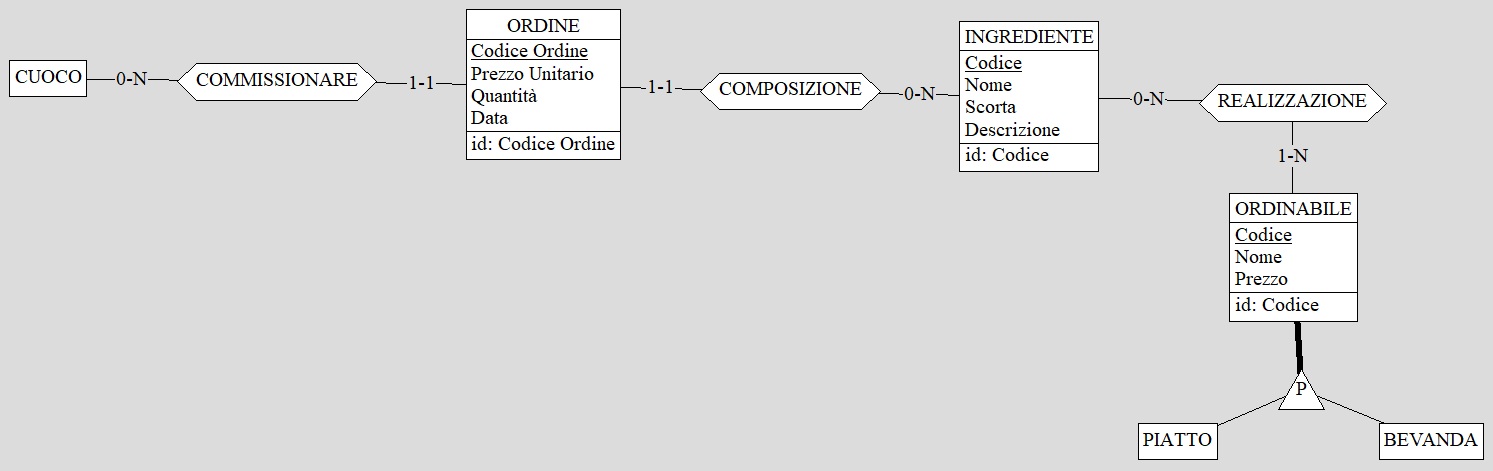 CUOCO
0-N
COMMISSIONARE
1-1
ORDINE
Codice Ordine
Prezzo Unitario
Quantità
Data
id: Codice Ordine
1-1
COMPOSIZIONE
0-N
INGREDIENTE
Codice
Nome
Scorta
Descrizione
id: Codice
0-N
REALIZZAZIONE
1-N
ORDINABILE
Codice
Nome
Prezzo
id: Codice
P
PIATTO
BEVANDA